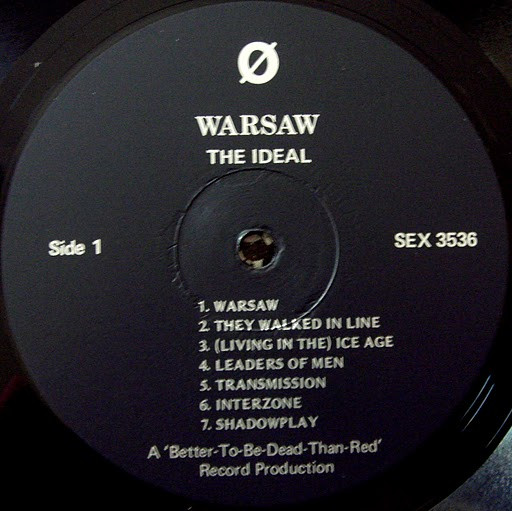 Ø
WARSAW
THE IDEAL
Side 1
SEX 3536
1. WARSAW
2. THEY WALKED IN LINE
3. (LIVING IN THE) ICE AGE
4. LEADERS OF MEN
5. TRANSMISSION
6. INTERZONE
7. SHADOWPLAY
A 'Better-To-Be-Dead-Than-Red'
Record Production